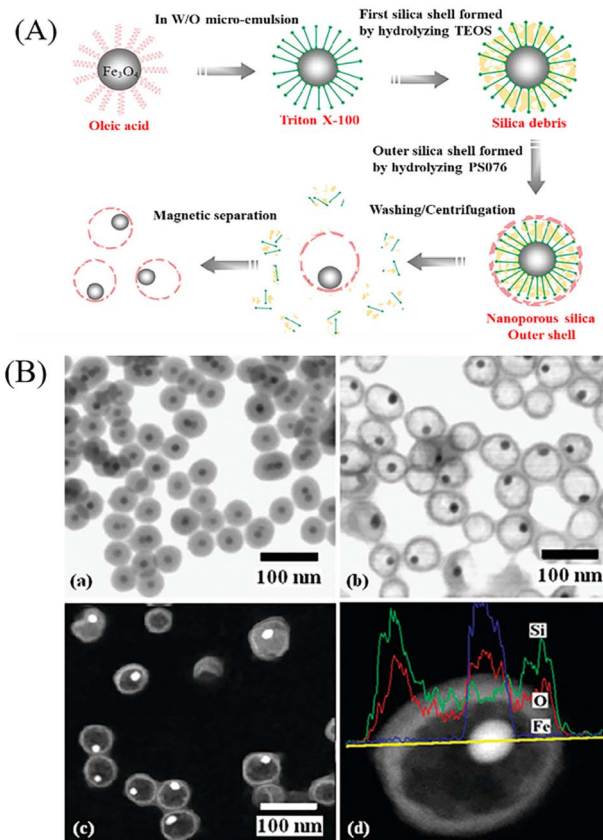 (A)
In W/O micro-emulsion
First silica shell formed
by hydrolyzing TEOS
Fe3O4
Oleic acid
Triton X-100
Silica debris
Outer silica shell formed
by hydrolyzing PS076
Magnetic separation
Washing/Centrifugation
Nanoporous silica
Outer shell
(B)
100 nm
(a)
100 nm
(b)
100 nm
(c)
Si
O
Fe
(d)